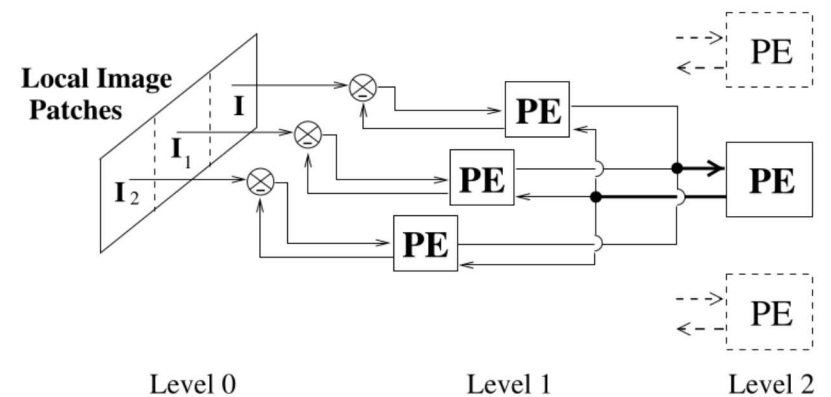 Local Image
Patches
I
I1
I2
PE
PE
PE
PE
PE
PE
Level 0
Level 1
Level 2